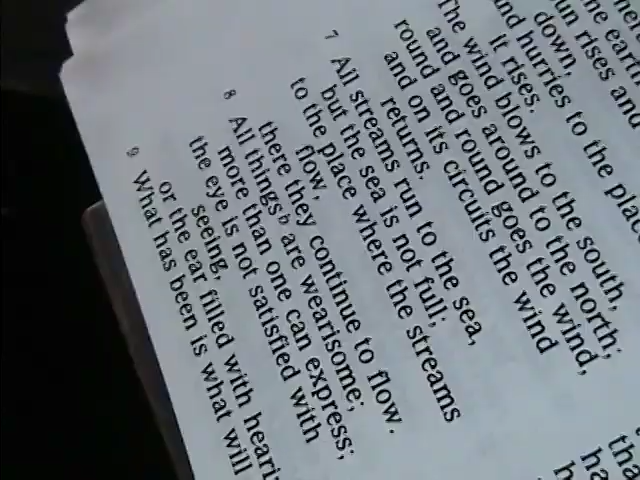 the earth
un rises and
down,
nd hurries to the place
it rises.
The wind blows to the south,
and goes around to the north;
round and round goes the wind,
and on its circuits the wind
returns.
7 All streams run to the sea,
but the sea is not full;
to the place where the streams
flow,
there they continue to flow.
8 All things b are wearisome;
more than one can express;
the eye is not satisfied with
seeing,
or the ear filled with heari
9 What has been is what will
tha
ha